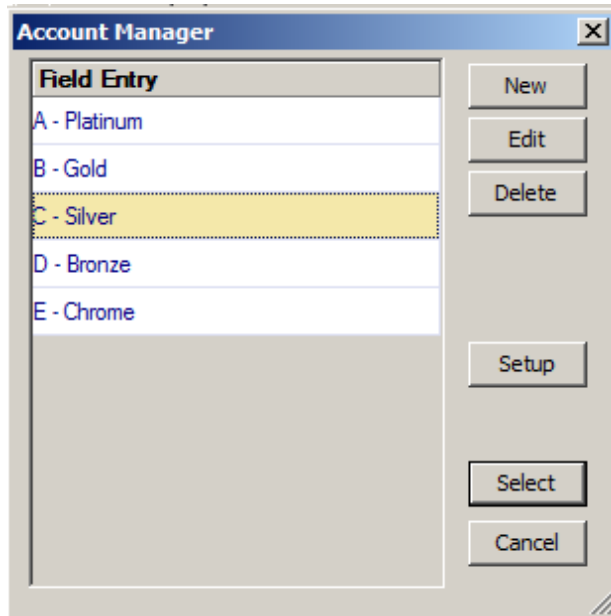 Account Manager
Field Entry
A - Platinum
B - Gold
C - Silver
D - Bronze
E - Chrome
New
Edit
Delete
Setup
Select
Cancel